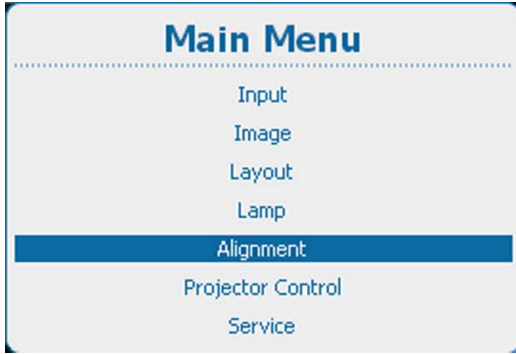 Main Menu
Input
Image
Layout
Lamp
Alignment
Projector Control
Service